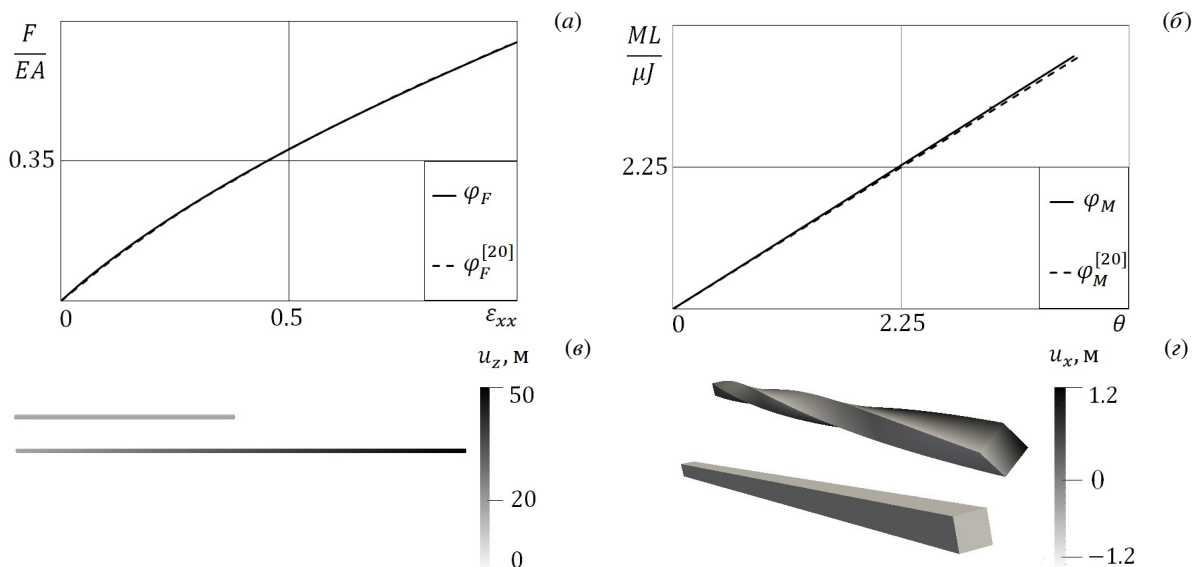 F
EA
(а)
0.35
φ_F
φ_F^[20]
0
0.5
ε_xx
ML
μJ
(б)
2.25
φ_M
φ_M^[20]
0
2.25
θ
u_z, м
(в)
50
20
0
u_x, м
(г)
1.2
0
−1.2